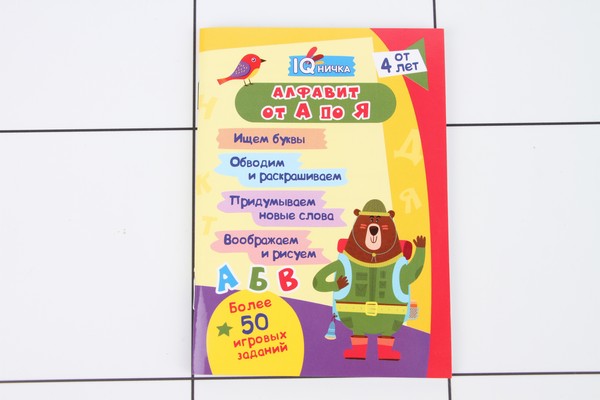 IQничка
от
4 лет
АЛФАВИТ
ОТ А ПО Я
Ищем буквы
Обводим
и раскрашиваем
Придумываем
новые слова
Воображаем
и рисуем
А Б В
Более
50
игровых
заданий